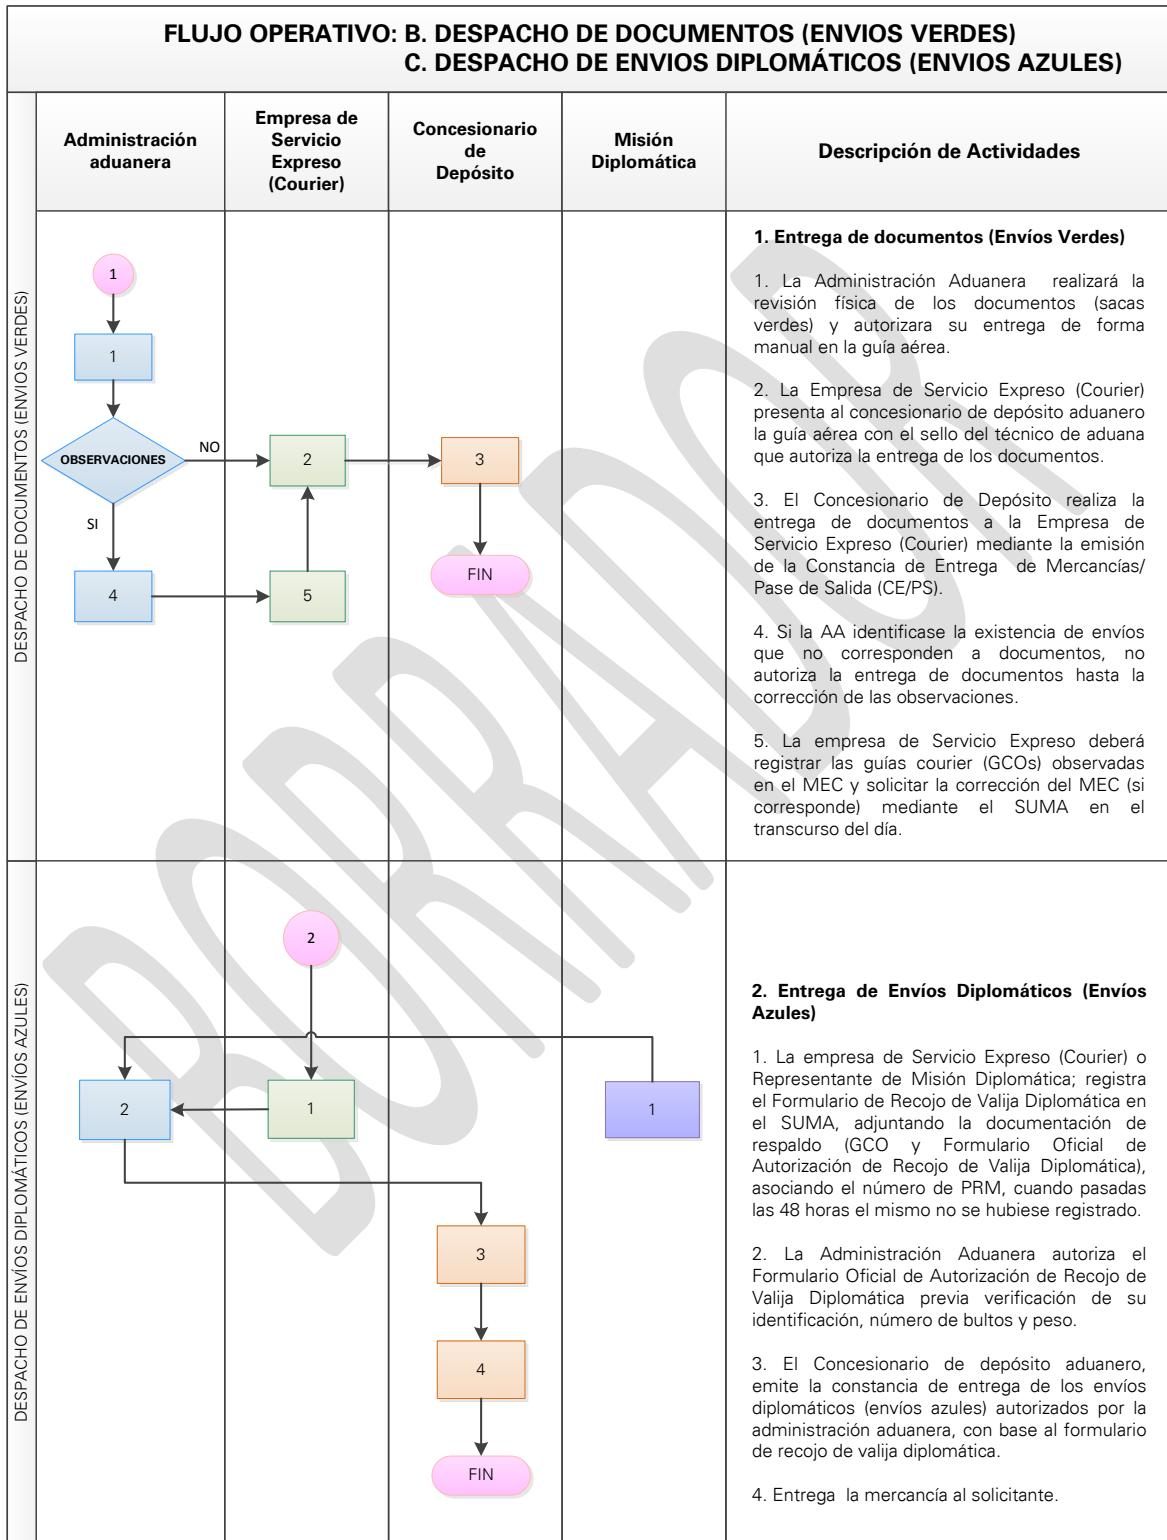 FLUJO OPERATIVO: B. DESPACHO DE DOCUMENTOS (ENVIOS VERDES)
C. DESPACHO DE ENVIOS DIPLOMÁTICOS (ENVIOS AZULES)
Administración
aduanera
Empresa de
Servicio
Expreso
(Courier)
Concesionario
de
Depósito
Misión
Diplomática
Descripción de Actividades
DESPACHO DE DOCUMENTOS (ENVIOS VERDES)
1
1
OBSERVACIONES
NO
SI
2
3
FIN
4
5
1. Entrega de documentos (Envíos Verdes)
1. La Administración Aduanera realizará la
revisión física de los documentos (sacas
verdes) y autorizara su entrega de forma
manual en la guía aérea.
2. La Empresa de Servicio Expreso (Courier)
presenta al concesionario de depósito aduanero
la guía aérea con el sello del técnico de aduana
que autoriza la entrega de los documentos.
3. El Concesionario de Depósito realiza la
entrega de documentos a la Empresa de
Servicio Expreso (Courier) mediante la emisión
de la Constancia de Entrega de Mercancías/
Pase de Salida (CE/PS).
4. Si la AA identificase la existencia de envíos
que no corresponden a documentos, no
autoriza la entrega de documentos hasta la
corrección de las observaciones.
5. La empresa de Servicio Expreso deberá
registrar las guías courier (GCOs) observadas
en el MEC y solicitar la corrección del MEC (si
corresponde) mediante el SUMA en el
transcurso del día.
DESPACHO DE ENVÍOS DIPLOMÁTICOS (ENVÍOS AZULES)
2
2
1
1
3
4
FIN
2. Entrega de Envíos Diplomáticos (Envíos
Azules)
1. La empresa de Servicio Expreso (Courier) o
Representante de Misión Diplomática; registra
el Formulario de Recojo de Valija Diplomática en
el SUMA, adjuntando la documentación de
respaldo (GCO y Formulario Oficial de
Autorización de Recojo de Valija Diplomática),
asociando el número de PRM, cuando pasadas
las 48 horas el mismo no se hubiese registrado.
2. La Administración Aduanera autoriza el
Formulario Oficial de Autorización de Recojo de
Valija Diplomática previa verificación de su
identificación, número de bultos y peso.
3. El Concesionario de depósito aduanero,
emite la constancia de entrega de los envíos
diplomáticos (envíos azules) autorizados por la
administración aduanera, con base al formulario
de recojo de valija diplomática.
4. Entrega la mercancía al solicitante.
BORRADOR